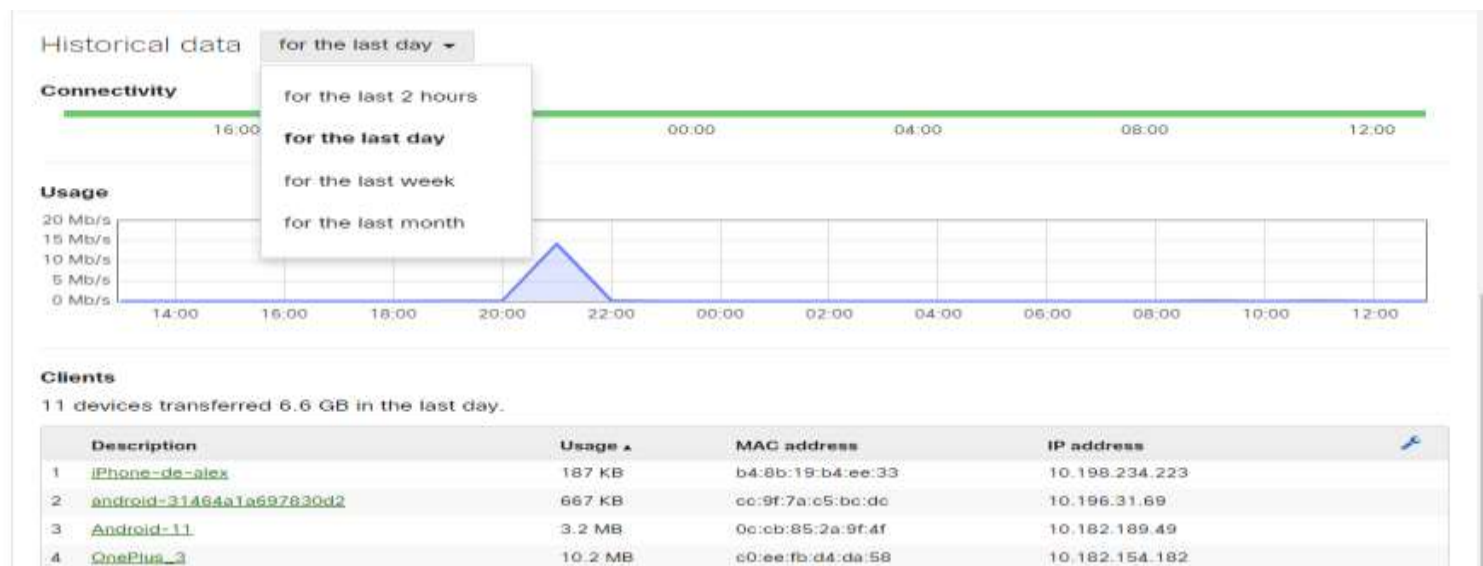 Historical data for the last day
for the last 2 hours
for the last day
for the last week
for the last month
Connectivity
16:00 00:00 04:00 08:00 12:00
Usage
20 Mb/s
15 Mb/s
10 Mb/s
5 Mb/s
0 Mb/s
14:00 16:00 18:00 20:00 22:00 00:00 02:00 04:00 06:00 08:00 10:00 12:00
Clients
11 devices transferred 6.6 GB in the last day.
Description Usage ▴ MAC address IP address
1 iPhone-de-alex 187 KB b4:8b:19:b4:ee:33 10.198.234.223
2 android-31464a1a697830d2 667 KB cc:9f:7a:c5:bc:dc 10.196.31.69
3 Android-11 3.2 MB 0c:cb:85:2a:9f:4f 10.182.189.49
4 OnePlus_3 10.2 MB c0:ee:fb:d4:da:58 10.182.154.182